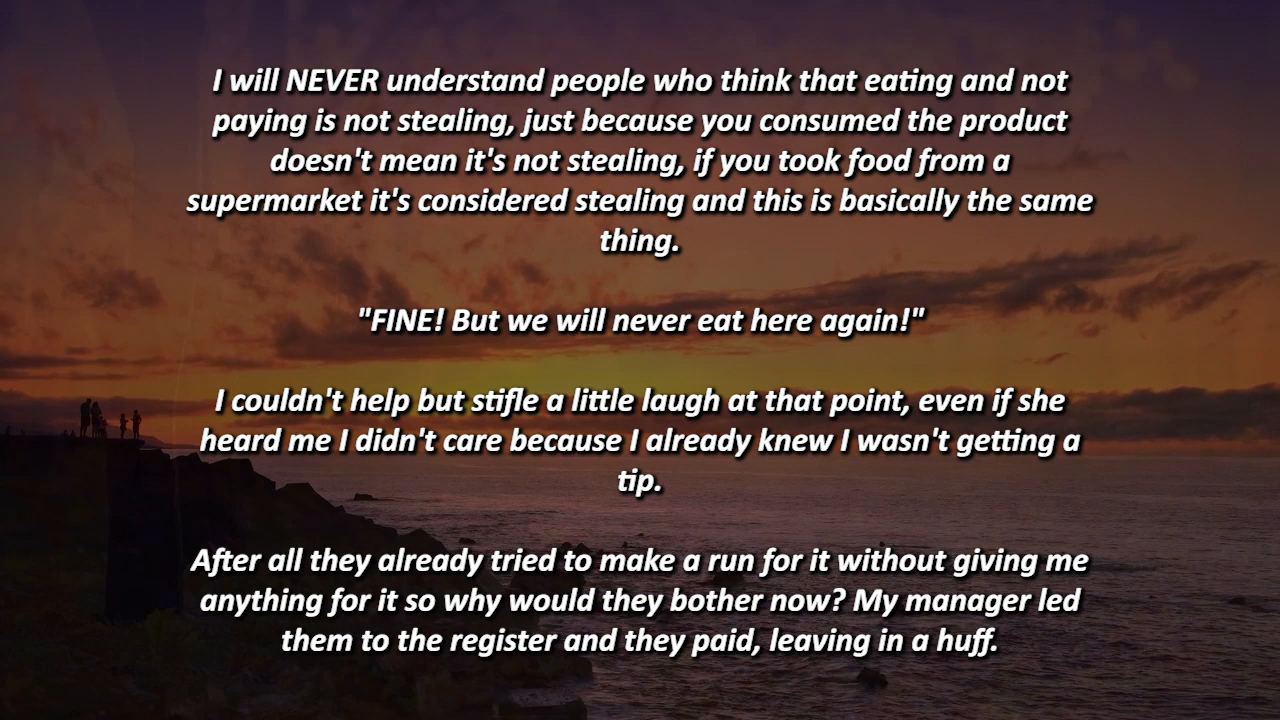 I will NEVER understand people who think that eating and not
paying is not stealing, just because you consumed the product
doesn't mean it's not stealing, if you took food from a
supermarket it's considered stealing and this is basically the same
thing.
"FINE! But we will never eat here again!"
I couldn't help but stifle a little laugh at that point, even if she
heard me I didn't care because I already knew I wasn't getting a
tip.
After all they already tried to make a run for it without giving me
anything for it so why would they bother now? My manager led
them to the register and they paid, leaving in a huff.